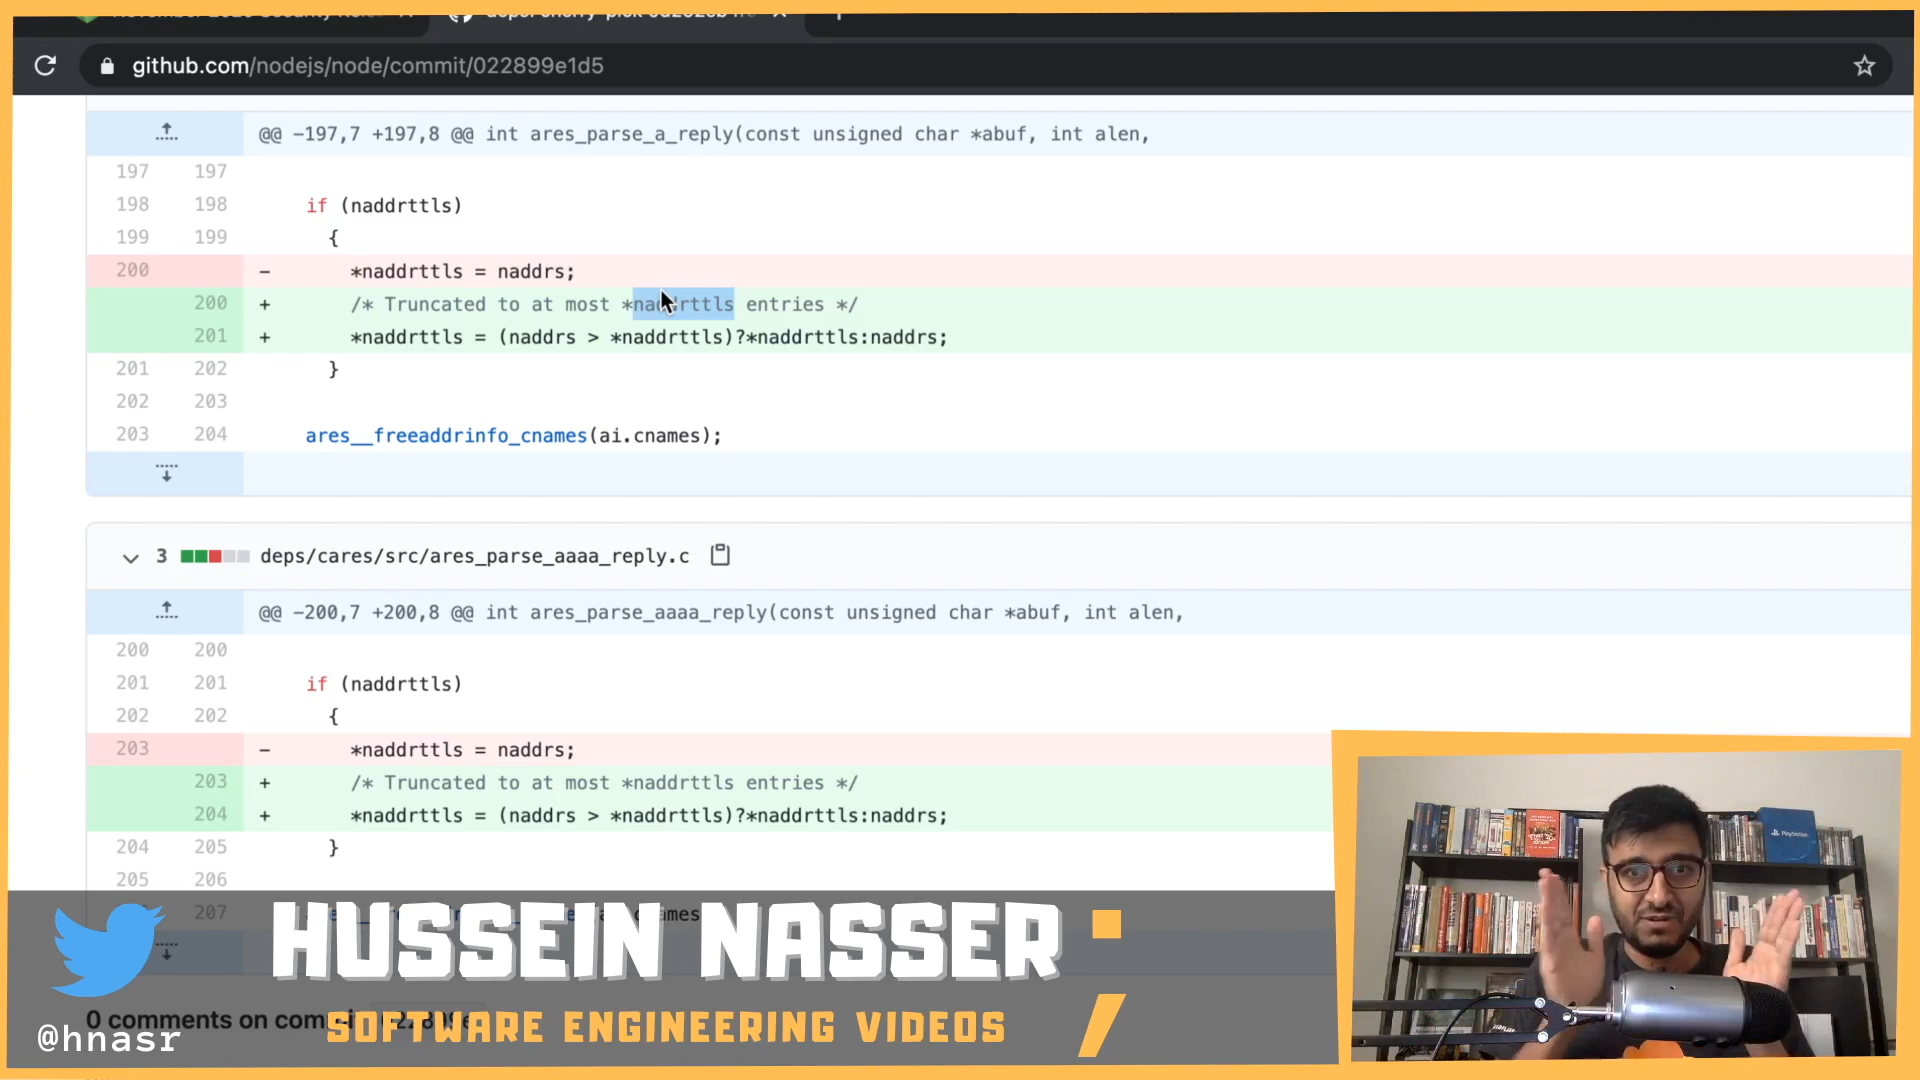 github.com/nodejs/node/commit/022899e1d5
@@ -197,7 +197,8 @@ int ares_parse_a_reply(const unsigned char *abuf, int alen,
197 197
198 198 if (naddrttls)
199 199 {
200 - *naddrttls = naddrs;
200 + /* Truncated to at most *naddrttls entries */
201 + *naddrttls = (naddrs > *naddrttls)?*naddrttls:naddrs;
201 202 }
202 203
203 204 ares__freeaddrinfo_cnames(ai.cnames);
3 deps/cares/src/ares_parse_aaaa_reply.c
@@ -200,7 +200,8 @@ int ares_parse_aaaa_reply(const unsigned char *abuf, int alen,
200 200
201 201 if (naddrttls)
202 202 {
203 - *naddrttls = naddrs;
203 + /* Truncated to at most *naddrttls entries */
204 + *naddrttls = (naddrs > *naddrttls)?*naddrttls:naddrs;
204 205 }
205 206
207
HUSSEIN NASSER
0 comments on
@hnasr
SOFTWARE ENGINEERING VIDEOS
PlayStation